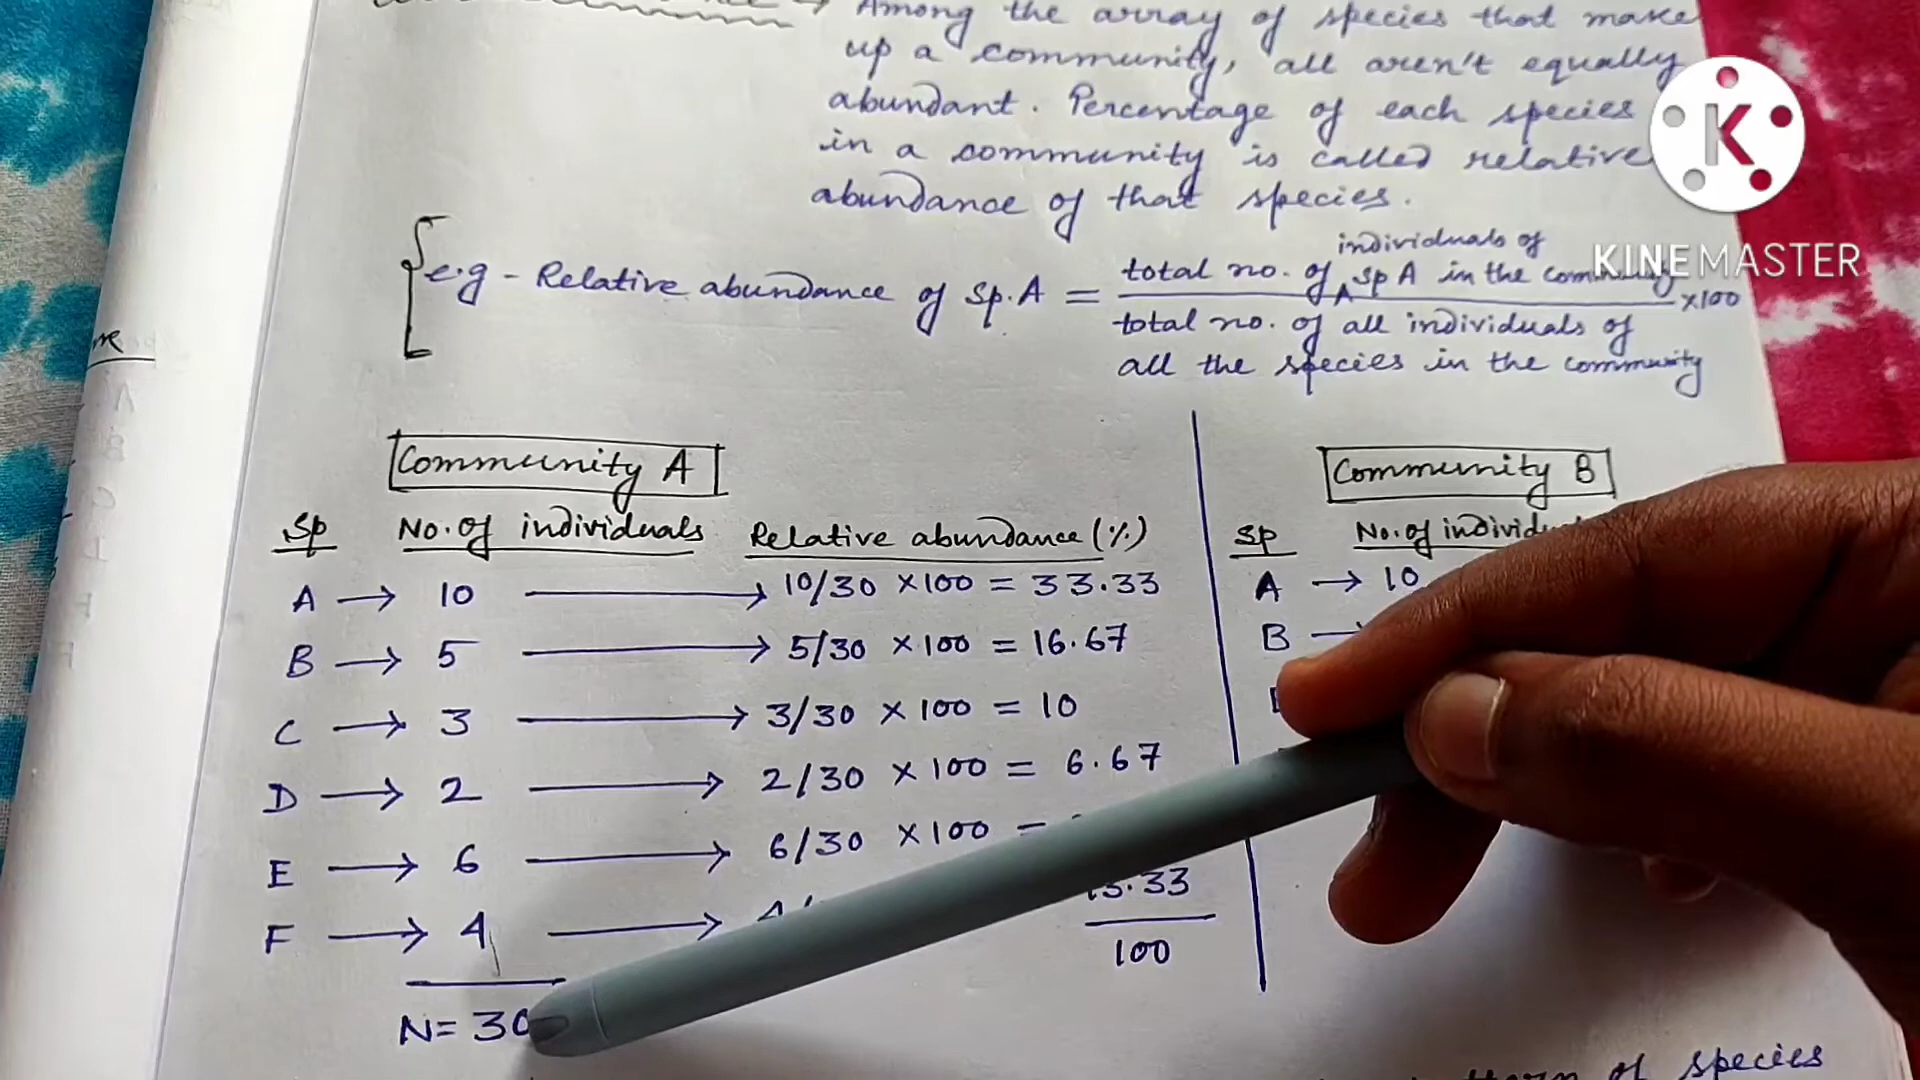 Among the array of species that make
up a community, all aren't equally
abundant. Percentage of each species
in a community is called relative
abundance of that species.
e.g - Relative abundance of sp. A = total no. of individuals of sp A in the community ×100
total no. of all individuals of
all the species in the community
KINEMASTER
Community A
Sp No. of individuals Relative abundance (%)
A → 10 → 10/30 ×100 = 33.33
B → 5 → 5/30 ×100 = 16.67
C → 3 → 3/30 ×100 = 10
D → 2 → 2/30 ×100 = 6.67
E → 6 → 6/30 ×100 =
F → 4 → 13.33
100
N= 30
Community B
Sp No. of
A → 10
B →
of species